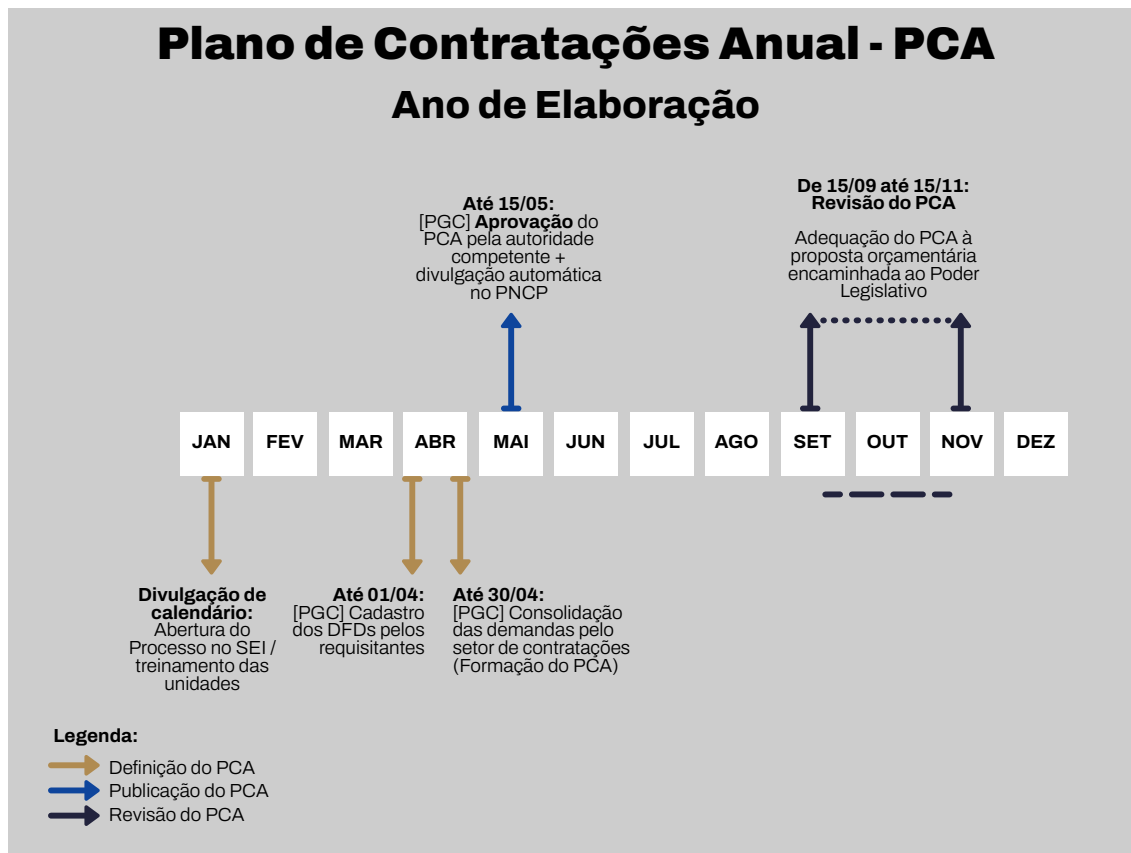 Plano de Contratações Anual - PCA
Ano de Elaboração
Até 15/05:
[PGC] Aprovação do
PCA pela autoridade
competente +
divulgação automática
no PNCP
De 15/09 até 15/11:
Revisão do PCA
Adequação do PCA à
proposta orçamentária
encaminhada ao Poder
Legislativo
JAN FEV MAR ABR MAI JUN JUL AGO SET OUT NOV DEZ
Divulgação de
calendário:
Abertura do
Processo no SEI /
treinamento das
unidades
Até 01/04:
[PGC] Cadastro
dos DFDs pelos
requisitantes
Até 30/04:
[PGC] Consolidação
das demandas pelo
setor de contratações
(Formação do PCA)
Legenda:
Definição do PCA
Publicação do PCA
Revisão do PCA